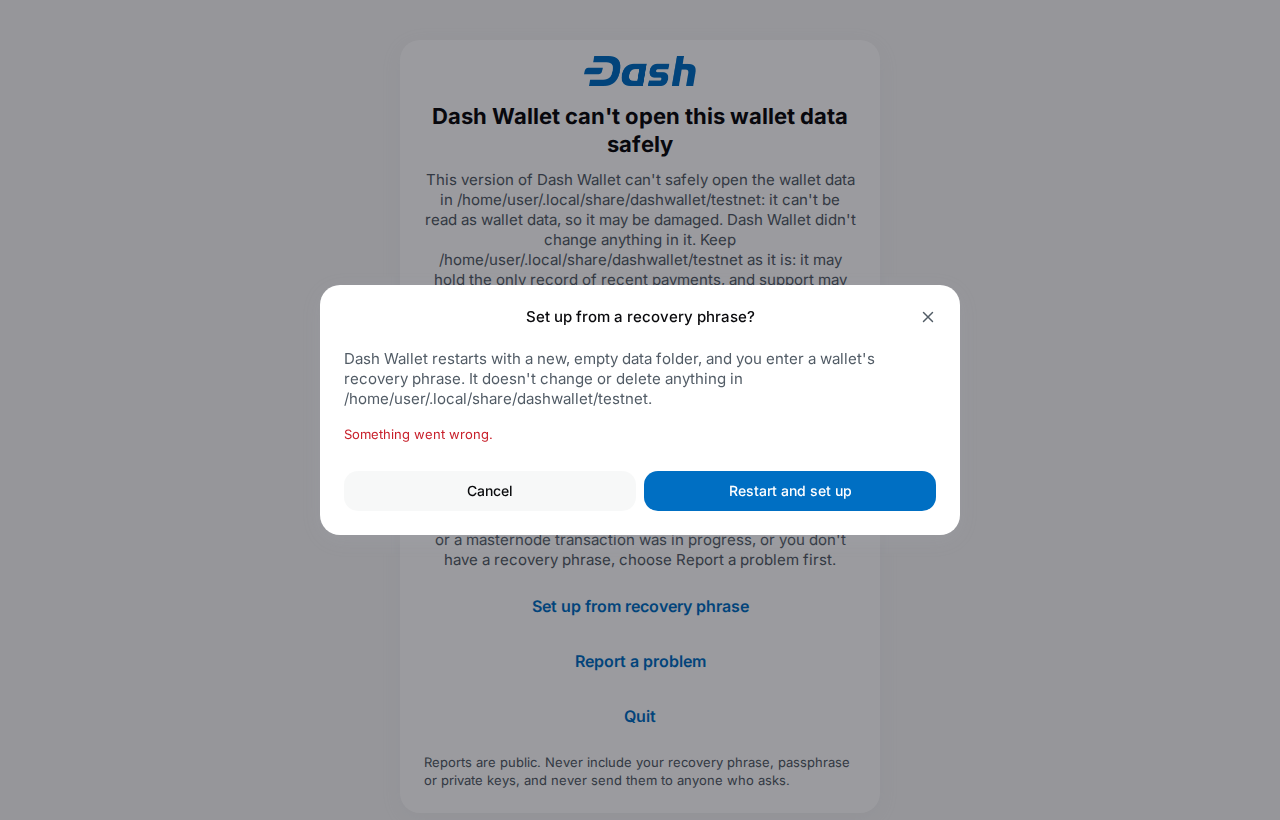 Dash
Dash Wallet can't open this wallet data
safely
This version of Dash Wallet can't safely open the wallet data
in /home/user/.local/share/dashwallet/testnet: it can't be
read as wallet data, so it may be damaged. Dash Wallet didn't
change anything in it. Keep
/home/user/.local/share/dashwallet/testnet as it is: it may
hold the only record of recent payments, and support may
Set up from a recovery phrase?
Dash Wallet restarts with a new, empty data folder, and you enter a wallet's
recovery phrase. It doesn't change or delete anything in
/home/user/.local/share/dashwallet/testnet.
Something went wrong.
Cancel
Restart and set up
or a masternode transaction was in progress, or you don't
have a recovery phrase, choose Report a problem first.
Set up from recovery phrase
Report a problem
Quit
Reports are public. Never include your recovery phrase, passphrase
or private keys, and never send them to anyone who asks.